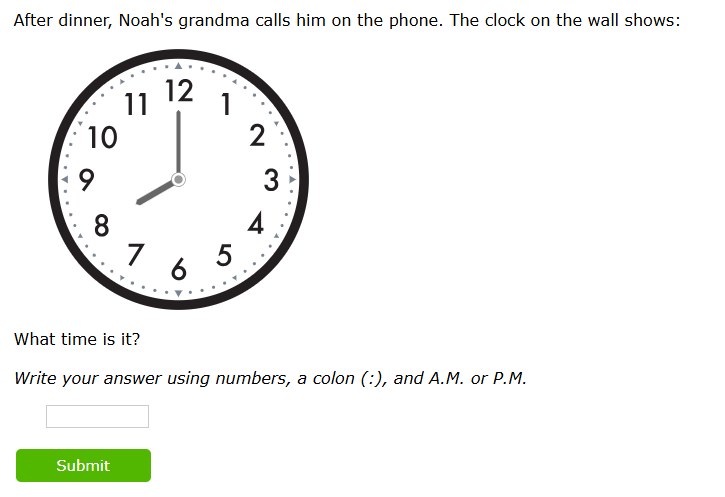 After dinner, Noah's grandma calls him on the phone. The clock on the wall shows:
12
11 1
10 2
9 3
8 4
7 5
6
What time is it?
Write your answer using numbers, a colon (:), and A.M. or P.M.
Submit